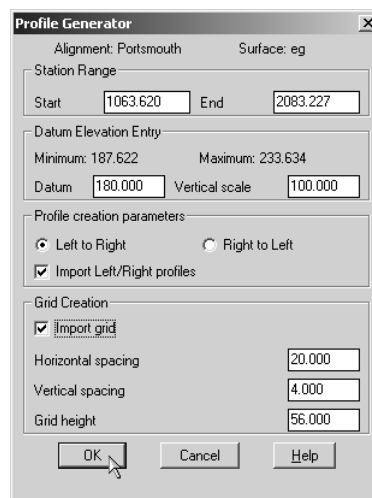 Profile Generator
Alignment: Portsmouth Surface: eg
Station Range
Start 1063.620 End 2083.227
Datum Elevation Entry
Minimum: 187.622 Maximum: 233.634
Datum 180.000 Vertical scale 100.000
Profile creation parameters
Left to Right Right to Left
Import Left/Right profiles
Grid Creation
Import grid
Horizontal spacing 20.000
Vertical spacing 4.000
Grid height 56.000
OK Cancel Help